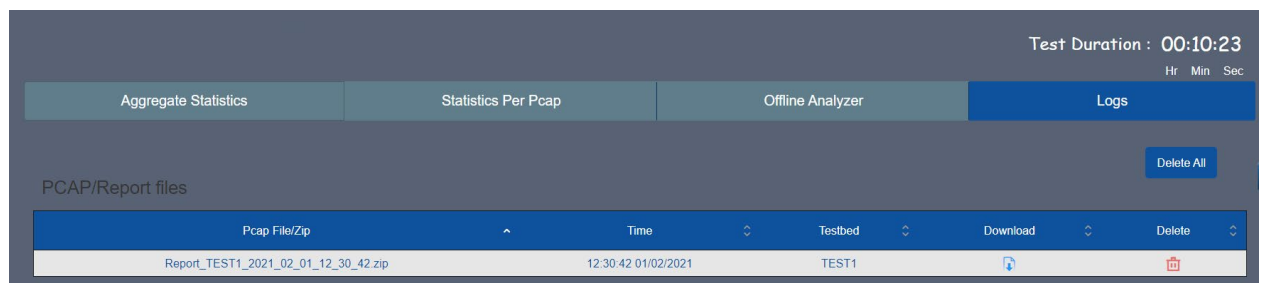 Test Duration : 00:10:23
Hr Min Sec
Aggregate Statistics Statistics Per Pcap Offline Analyzer Logs
Delete All
PCAP/Report files
Pcap File/Zip Time Testbed Download Delete
Report_TEST1_2021_02_01_12_30_42.zip 12:30:42 01/02/2021 TEST1